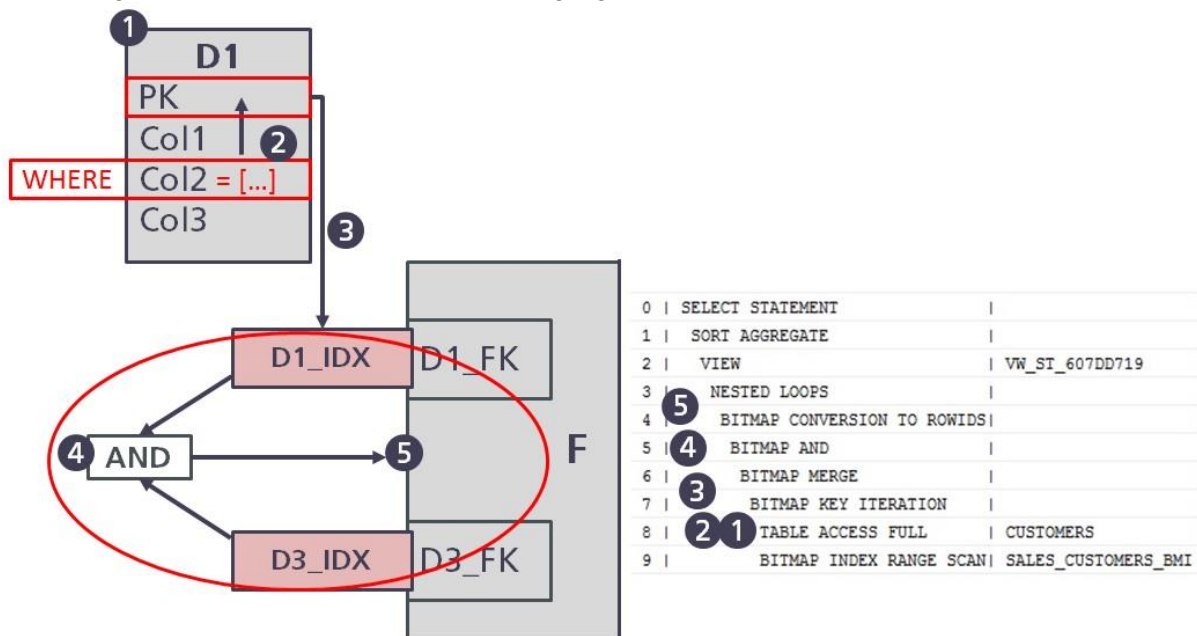 1
D1
PK
Col1
2
WHERE Col2 = [...]
Col3
3
D1_IDX D1_FK
4 AND 5 F
D3_IDX D3_FK
0 | SELECT STATEMENT |
1 | SORT AGGREGATE |
2 | VIEW | VW_ST_607DD719
3 | NESTED LOOPS |
5
4 | BITMAP CONVERSION TO ROWIDS|
5 | 4 BITMAP AND |
6 | BITMAP MERGE |
3
7 | BITMAP KEY ITERATION |
8 | 2 1 TABLE ACCESS FULL | CUSTOMERS
9 | BITMAP INDEX RANGE SCAN| SALES_CUSTOMERS_BMI